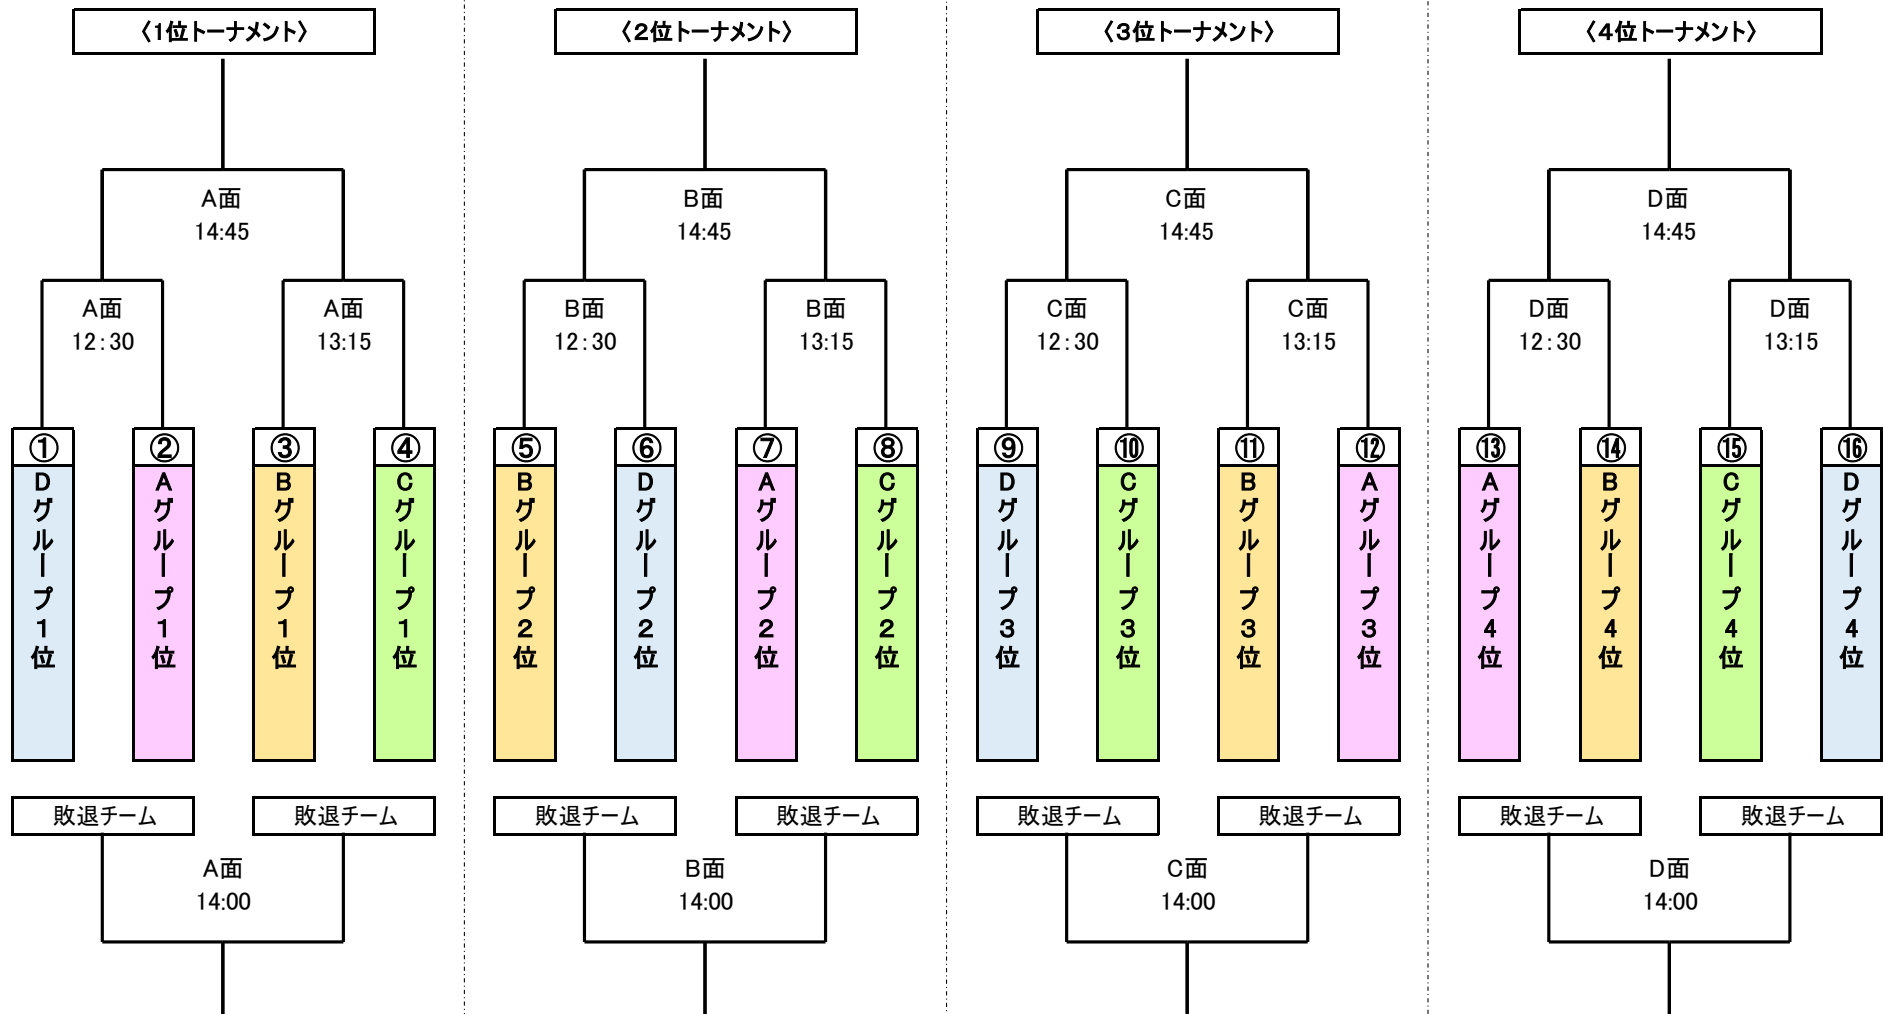 〈1位トーナメント〉
A面
14:45
A面
12:30
A面
13:15
①
Dグループ1位
②
Aグループ1位
③
Bグループ1位
④
Cグループ1位
敗退チーム
敗退チーム
A面
14:00
〈2位トーナメント〉
B面
14:45
B面
12:30
B面
13:15
⑤
Bグループ2位
⑥
Dグループ2位
⑦
Aグループ2位
⑧
Cグループ2位
敗退チーム
敗退チーム
B面
14:00
〈3位トーナメント〉
C面
14:45
C面
12:30
C面
13:15
⑨
Dグループ3位
⑩
Cグループ3位
⑪
Bグループ3位
⑫
Aグループ3位
敗退チーム
敗退チーム
C面
14:00
〈4位トーナメント〉
D面
14:45
D面
12:30
D面
13:15
⑬
Aグループ4位
⑭
Bグループ4位
⑮
Cグループ4位
⑯
Dグループ4位
敗退チーム
敗退チーム
D面
14:00